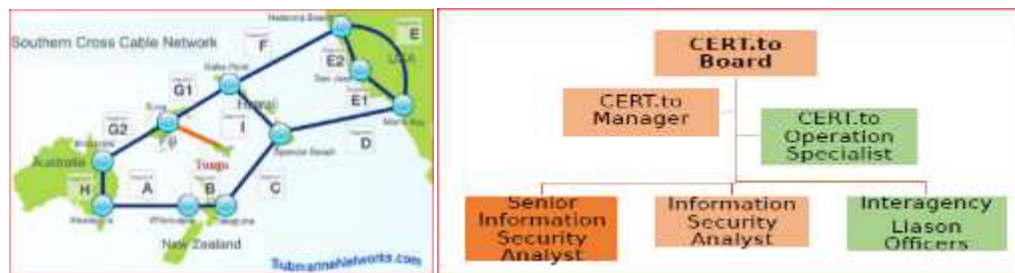 Southern Cross Cable Network
F
E
USA
E2
E1
G1
Hawaii
I
D
G2
Fiji
Tonga
Australia
H
A
B
C
New Zealand
SubmarineNetworks.com
CERT.to
Board
CERT.to
Manager
CERT.to
Operation
Specialist
Senior
Information
Security
Analyst
Information
Security
Analyst
Interagency
Liason
Officers